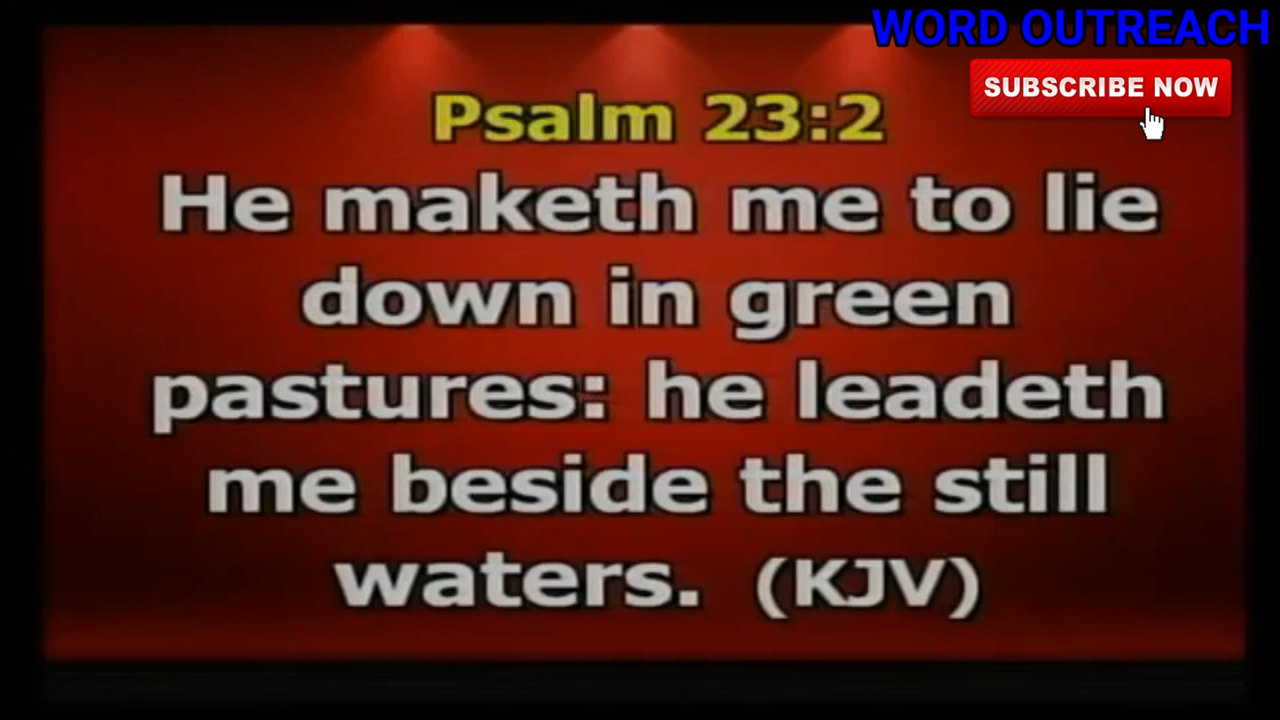 WORD OUTREACH
SUBSCRIBE NOW
Psalm 23:2
He maketh me to lie
down in green
pastures: he leadeth
me beside the still
waters. (KJV)